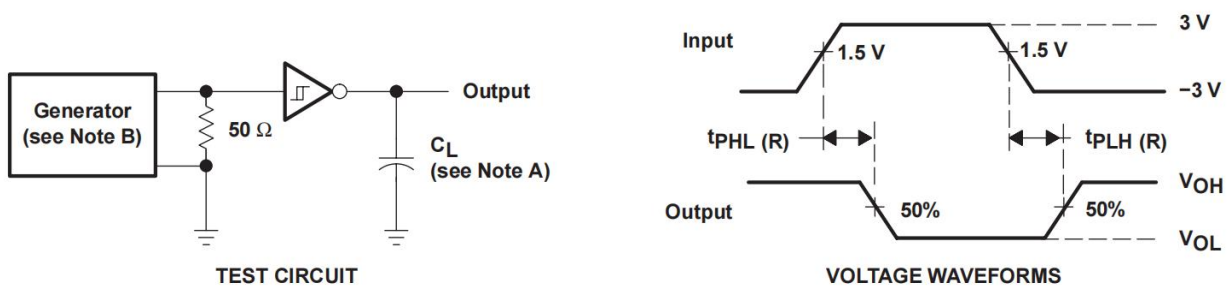 Generator
(see Note B)
50 Ω
CL
(see Note A)
Output
TEST CIRCUIT
Input
3 V
1.5 V
1.5 V
−3 V
tPHL (R)
tPLH (R)
Output
50%
50%
VOH
VOL
VOLTAGE WAVEFORMS